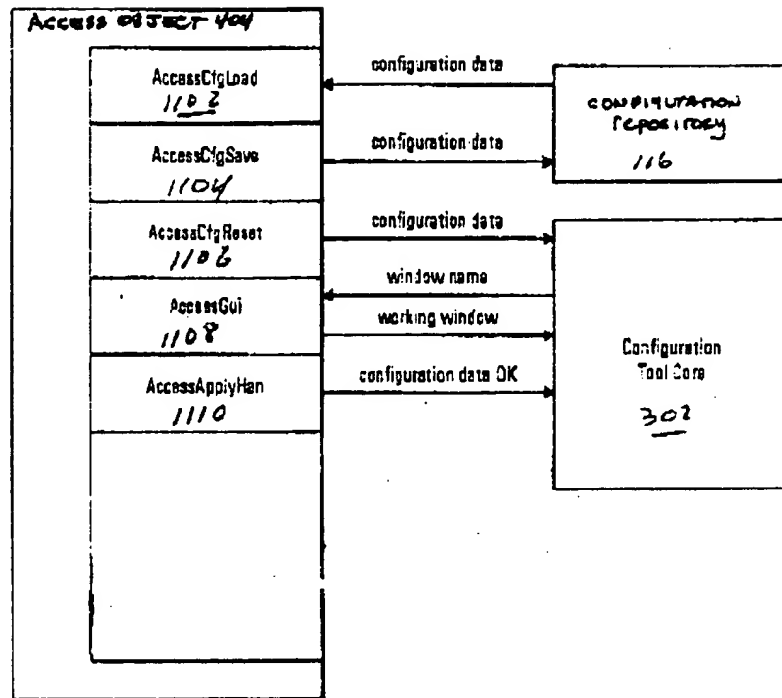 ACCESS OBJECT 404
AccessCfgLoad
1102
AccessCfgSave
1104
AccessCfgReset
1106
AccessGui
1108
AccessApplyHan
1110
configuration data
configuration data
configuration data
window name
working window
configuration data OK
CONFIGURATION
REPOSITORY
116
Configuration
Tool Core
302